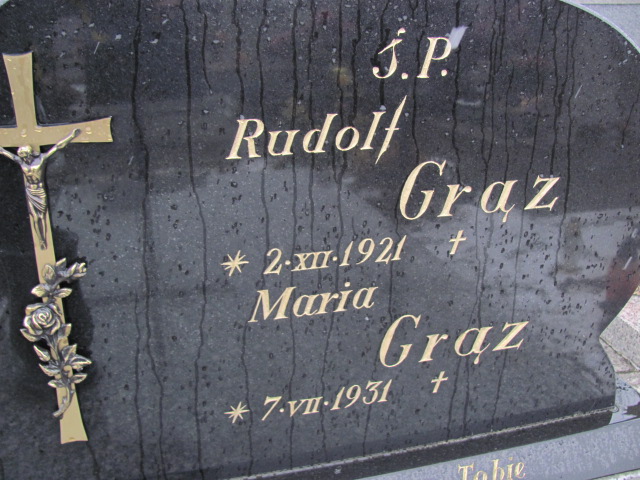 Ś.P.
Rudolf
Grąz
* 2·XII·1921 †
Maria
Grąz
* 7·VII·1931 †
Tobie